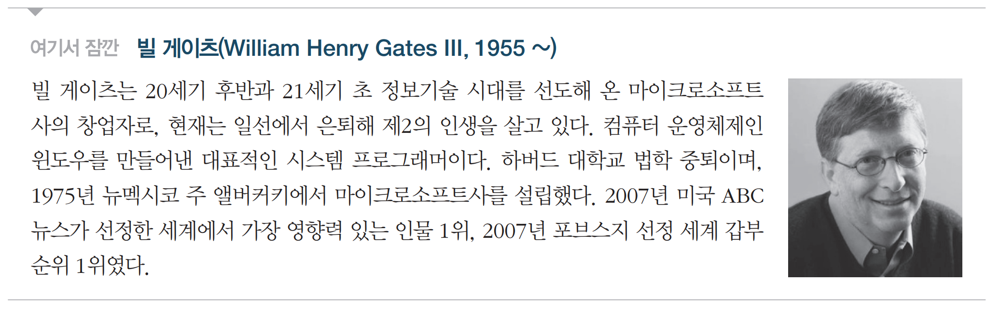 여기서 잠깐 빌 게이츠(William Henry Gates III, 1955 ~)
빌 게이츠는 20세기 후반과 21세기 초 정보기술 시대를 선도해 온 마이크로소프트
사의 창업자로, 현재는 일선에서 은퇴해 제2의 인생을 살고 있다. 컴퓨터 운영체제인
윈도우를 만들어낸 대표적인 시스템 프로그래머이다. 하버드 대학교 법학 중퇴이며,
1975년 뉴멕시코 주 앨버커키에서 마이크로소프트사를 설립했다. 2007년 미국 ABC
뉴스가 선정한 세계에서 가장 영향력 있는 인물 1위, 2007년 포브스지 선정 세계 갑부
순위 1위였다.